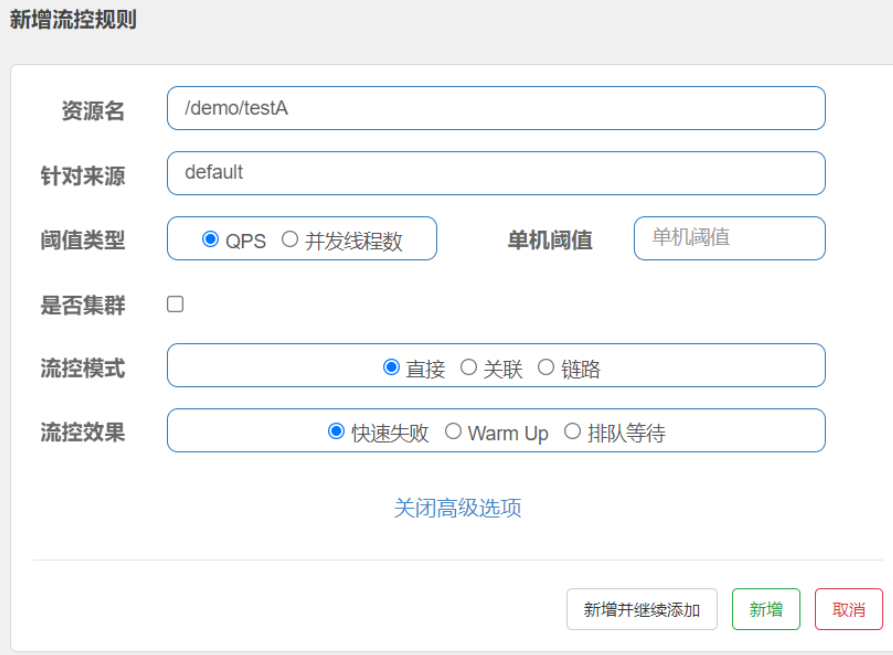 新增流控规则
资源名 /demo/testA
针对来源 default
阈值类型 QPS 并发线程数 单机阈值 单机阈值
是否集群
流控模式 直接 关联 链路
流控效果 快速失败 Warm Up 排队等待
关闭高级选项
新增并继续添加 新增 取消